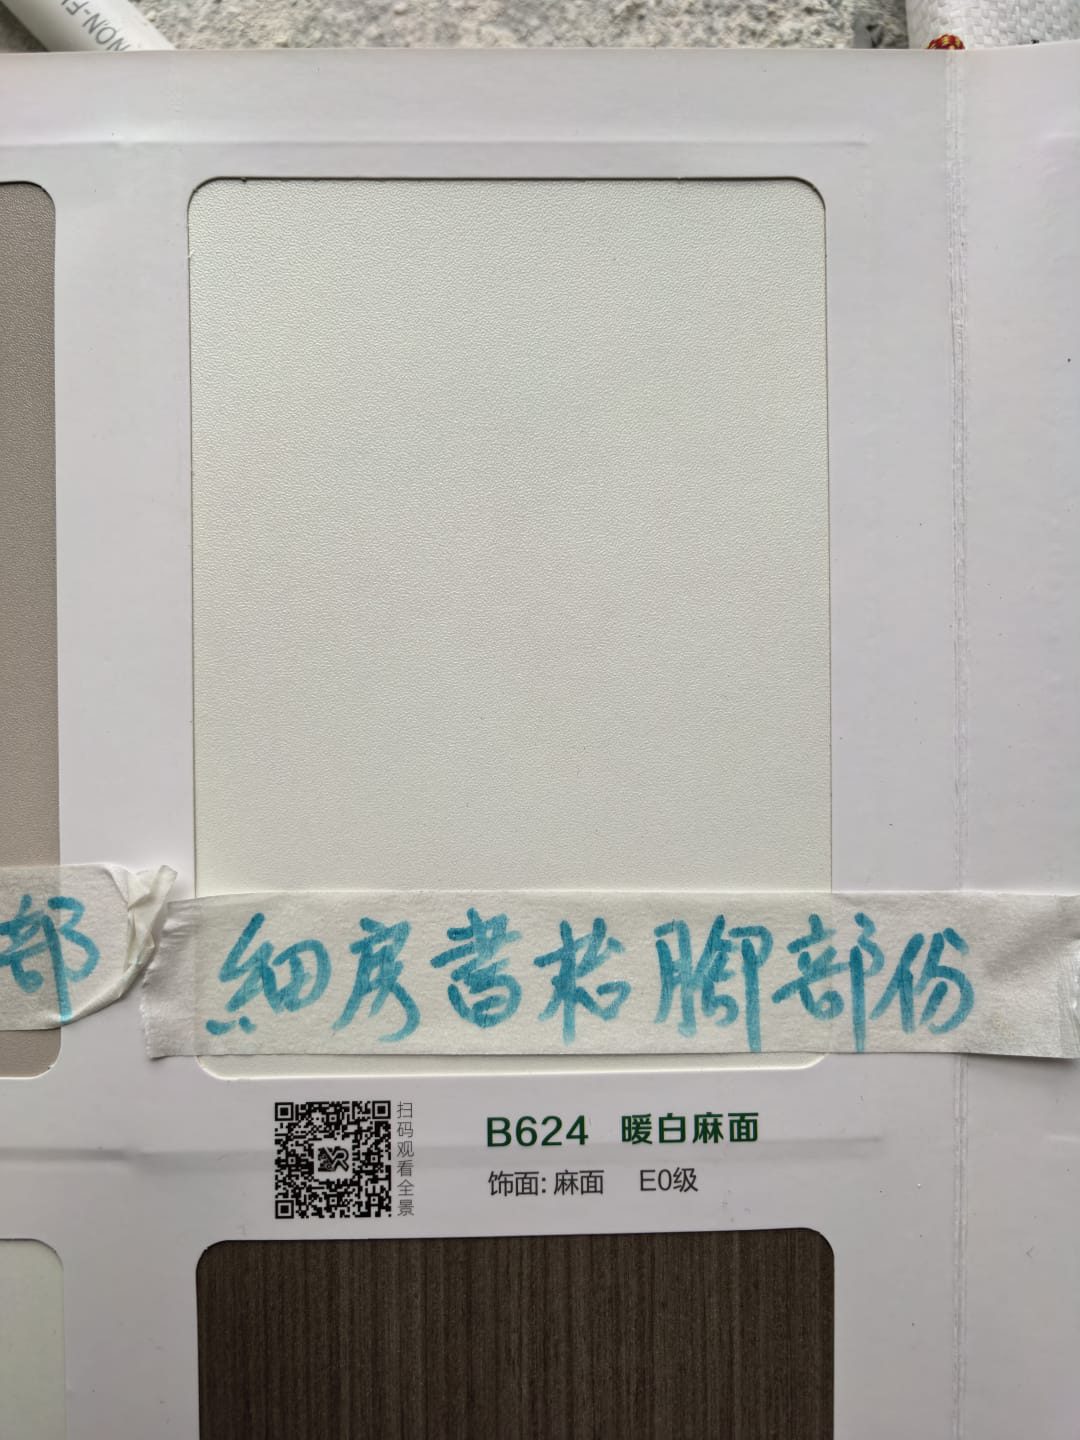 NON-F
部
細房書枱腳部份
扫码观看全景
B624 暖白麻面
饰面: 麻面 E0级